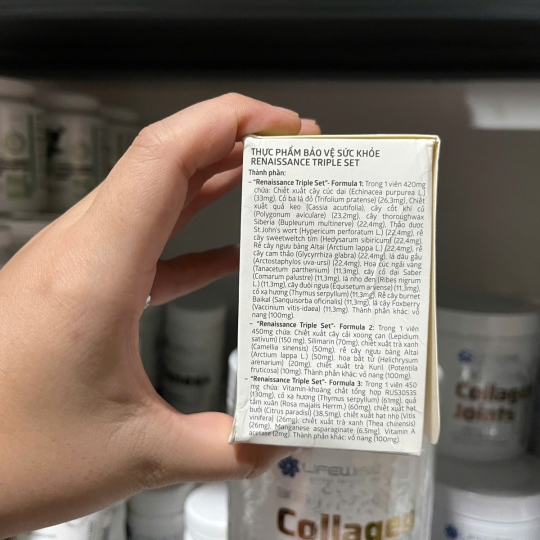 THỰC PHẨM BẢO VỆ SỨC KHỎE
RENAISSANCE TRIPLE SET
Thành phần:
- "Renaissance Triple Set"- Formula 1: Trong 1 viên 420mg
chứa: Chiết xuất cây cúc dại (Echinacea purpurea L.)
(33mg), Cỏ ba lá đỏ (Trifolium pratense) (26,3mg), Chiết
xuất quả keo (Cassia acutifolia), cây cốt khí củ
(Polygonum aviculare) (23,2mg), cây thoroughwax
Siberia (Bupleurum multinerve) (22,4mg), Thảo dược
St.John's wort (Hypericum perforatum L.) (22,4mg), rễ
cây sweetweltch tím (Hedysarum sibiricum) (22,4mg),
Rễ cây ngưu bàng Altai (Arctium lappa L.) (22,4mg), rễ
cây cam thảo (Glycyrrhiza glabra) (22,4mg), lá dâu gấu
(Arctostaphylos uva-ursi) (22,4mg), Hoa cúc ngải vàng
(Tanacetum parthenium) (11,3mg), cây cỏ dại Saber
(Comarum palustre) (11,3mg), lá nho đen (Ribes nigrum
L.) (11,3mg), cây đuôi ngựa (Equisetum arvense) (11,3mg),
cỏ xạ hương (Thymus serpyllum) (11,3mg), Rễ cây burnet
Baikal (Sanquisorba oficinalis) (11,3mg), lá cây Foxberry
(Vaccinium vitis-idaea) (11,3mg). Thành phần khác: vỏ
nang (100mg).
- "Renaissance Triple Set"- Formula 2: Trong 1 viên
450mg chứa: Chiết xuất cây cải xoong can (Lepidum
sativum) (150 mg), Silimarin (70mg), chiết xuất trà xanh
(Camellia sinensis) (50mg), rễ cây ngưu bàng Altai
(Arctium lappa L.) (50mg), hoa bất tử (Helichrysum
arenarium) (20mg), chiết xuất trà Kuril (Potentila
fruticosa) (10mg). Thành phần khác: vỏ nang (100mg).
- "Renaissance Triple Set"- Formula 3: Trong 1 viên 450
mg chứa: Vitamin-khoáng chất tổng hợp RUS30535
(130mg), cỏ xạ hương (Thymus serpyllum) (61mg), quả
tầm xuân (Rosa majalis Herrm.) (60mg), chiết xuất hạt
bưởi (Citrus paradisi) (38,5mg), chiết xuất hạt nho (Vitis
vinifera) (26mg), chiết xuất trà xanh (Thea chinensis)
(26mg), Manganese asparaginate (6,5mg), Vitamin A
acetate (2mg). Thành phần khác: vỏ nang (100mg).
LIFEWISE
Collagen
Collagen
Joints